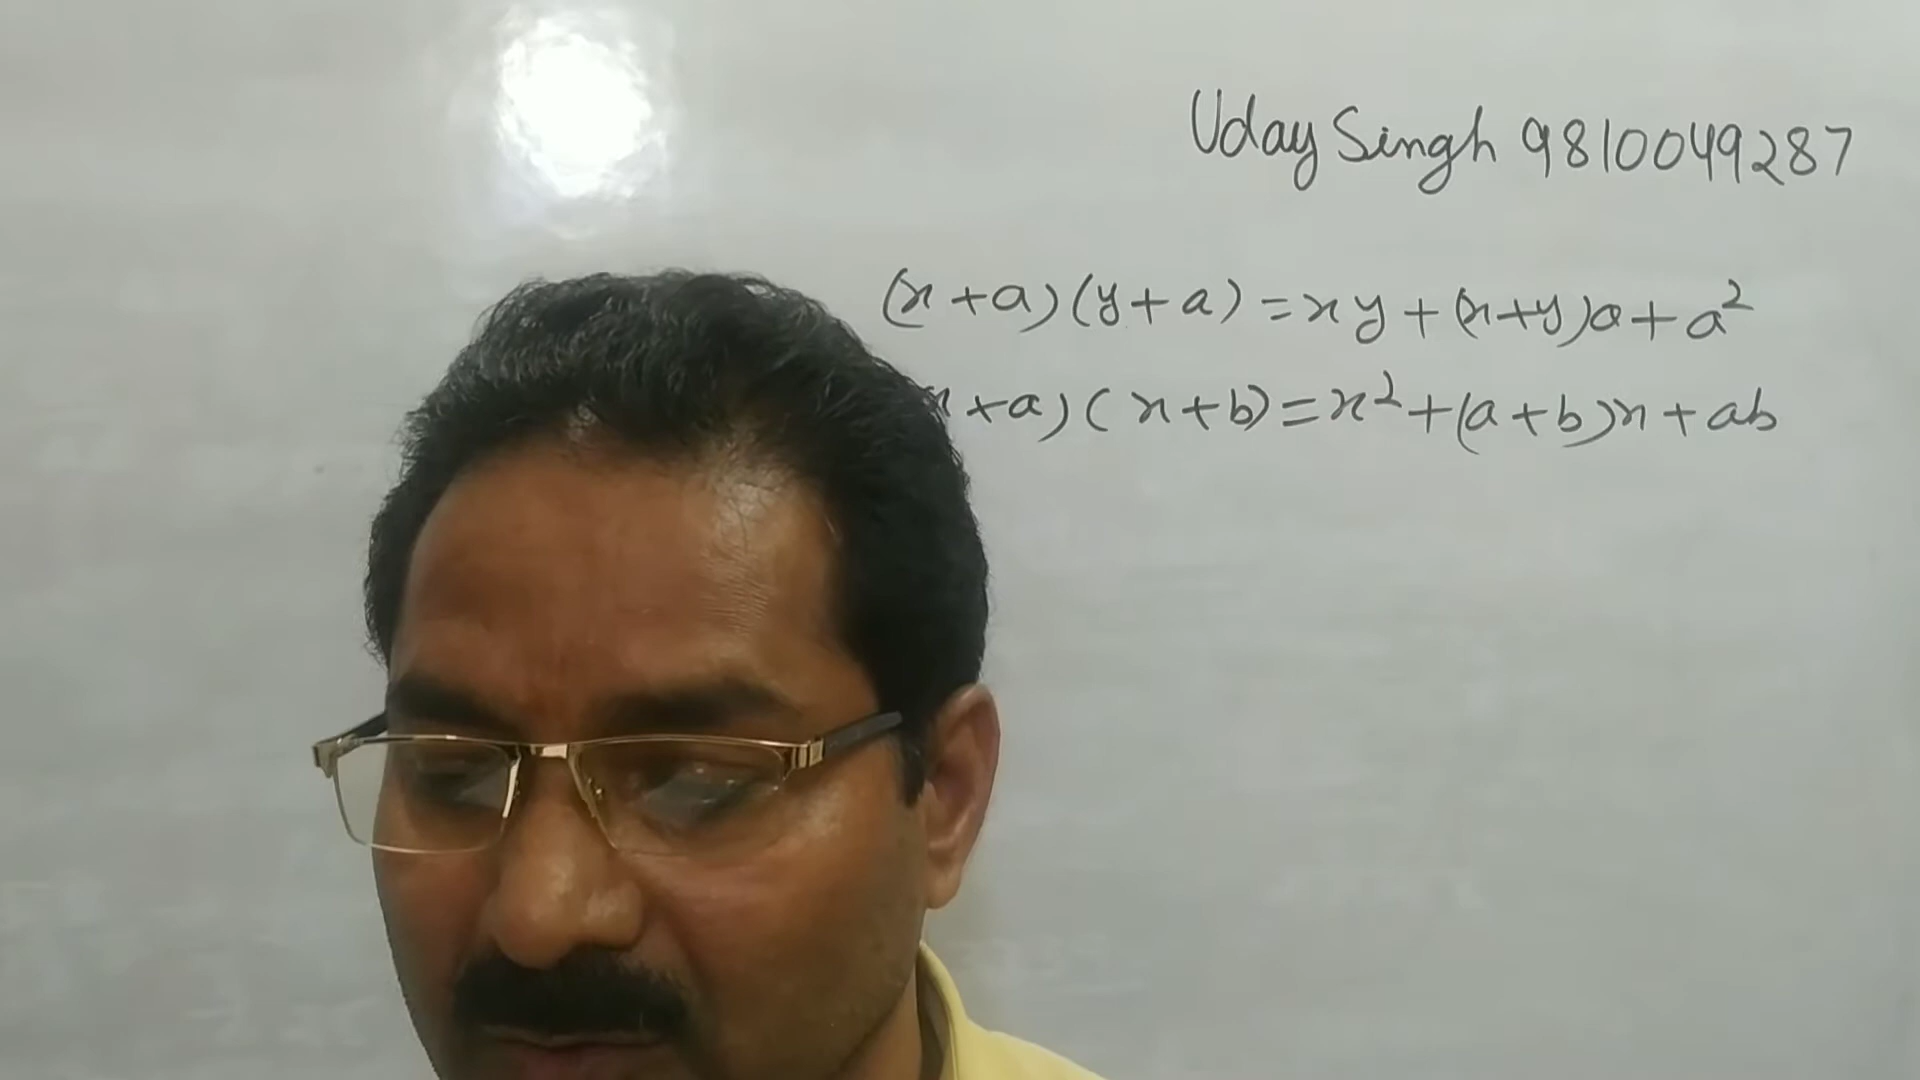 Uday Singh 9810049287
(x+a)(y+a)=xy+(x+y)a+a²
x+a)(x+b)=x²+(a+b)x+ab